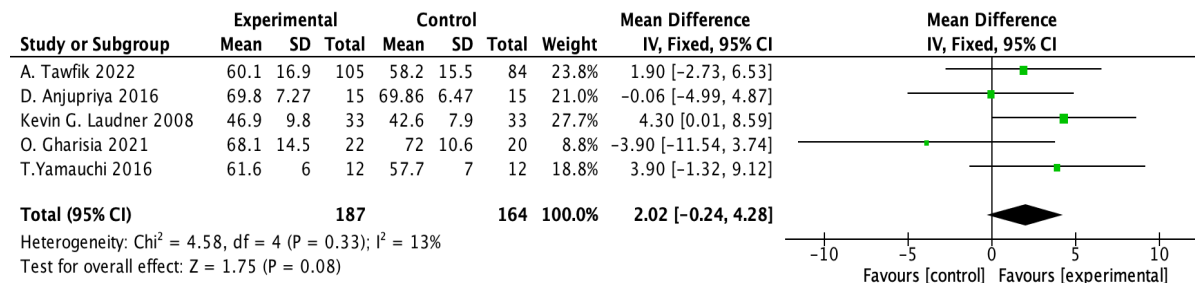 Experimental Control Mean Difference Mean Difference
Study or Subgroup Mean SD Total Mean SD Total Weight IV, Fixed, 95% CI IV, Fixed, 95% CI
A. Tawfik 2022 60.1 16.9 105 58.2 15.5 84 23.8% 1.90 [−2.73, 6.53]
D. Anjupriya 2016 69.8 7.27 15 69.86 6.47 15 21.0% −0.06 [−4.99, 4.87]
Kevin G. Laudner 2008 46.9 9.8 33 42.6 7.9 33 27.7% 4.30 [0.01, 8.59]
O. Gharisia 2021 68.1 14.5 22 72 10.6 20 8.8% −3.90 [−11.54, 3.74]
T.Yamauchi 2016 61.6 6 12 57.7 7 12 18.8% 3.90 [−1.32, 9.12]
Total (95% CI) 187 164 100.0% 2.02 [−0.24, 4.28]
Heterogeneity: Chi² = 4.58, df = 4 (P = 0.33); I² = 13%
Test for overall effect: Z = 1.75 (P = 0.08)
−10 −5 0 5 10
Favours [control] Favours [experimental]